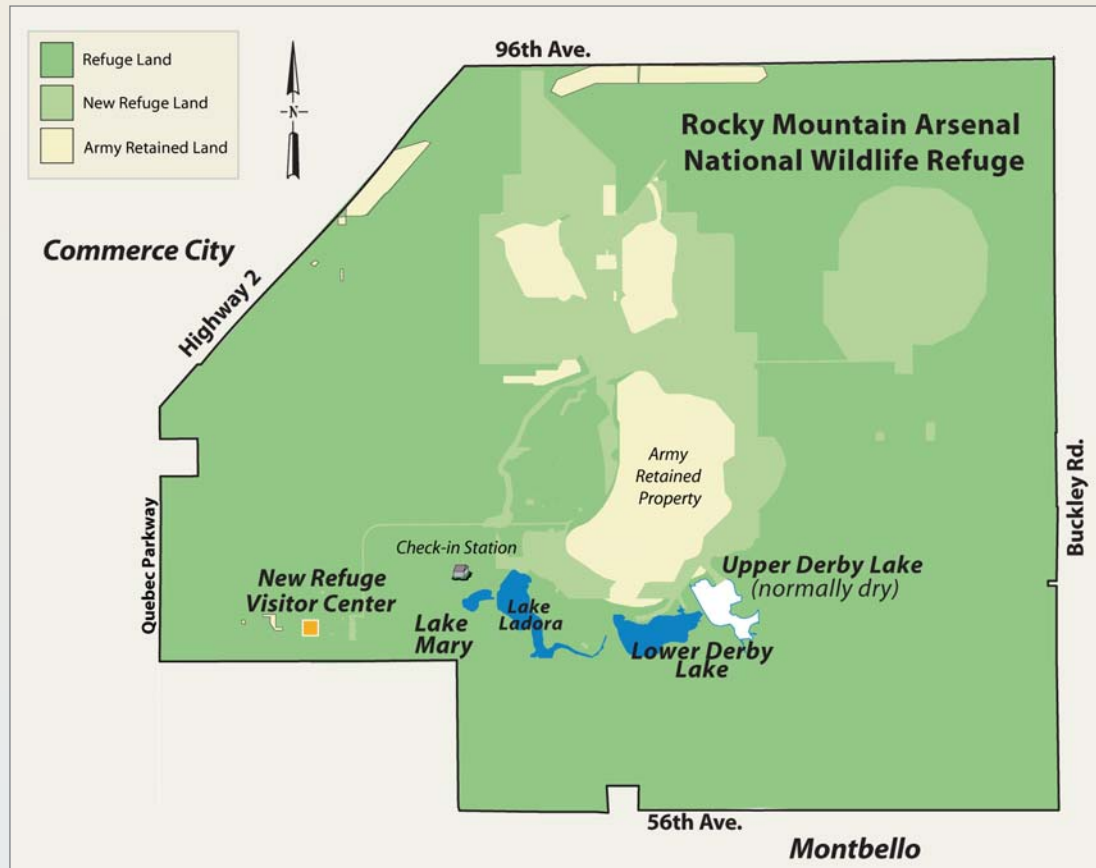 Refuge Land
New Refuge Land
Army Retained Land
-N-
96th Ave.
Rocky Mountain Arsenal
National Wildlife Refuge
Commerce City
Highway 2
Army
Retained
Property
Quebec Parkway
Buckley Rd.
Check-in Station
New Refuge
Visitor Center
Lake
Mary
Lake
Ladora
Upper Derby Lake
(normally dry)
Lower Derby
Lake
56th Ave.
Montbello